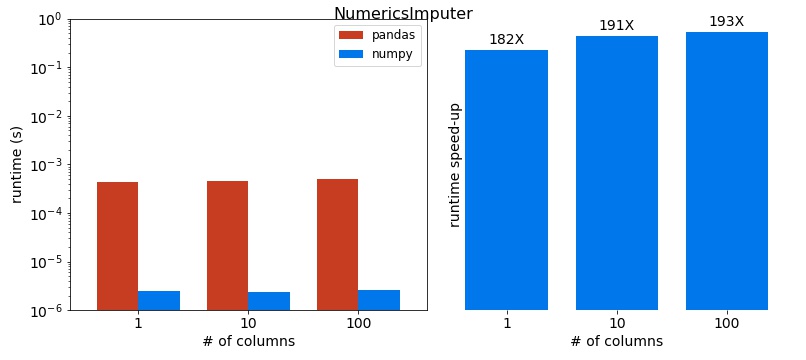 NumericsImputer
pandas
numpy
runtime (s)
10^0
10^-1
10^-2
10^-3
10^-4
10^-5
10^-6
1
10
100
# of columns
182X
191X
193X
runtime speed-up
1
10
100
# of columns